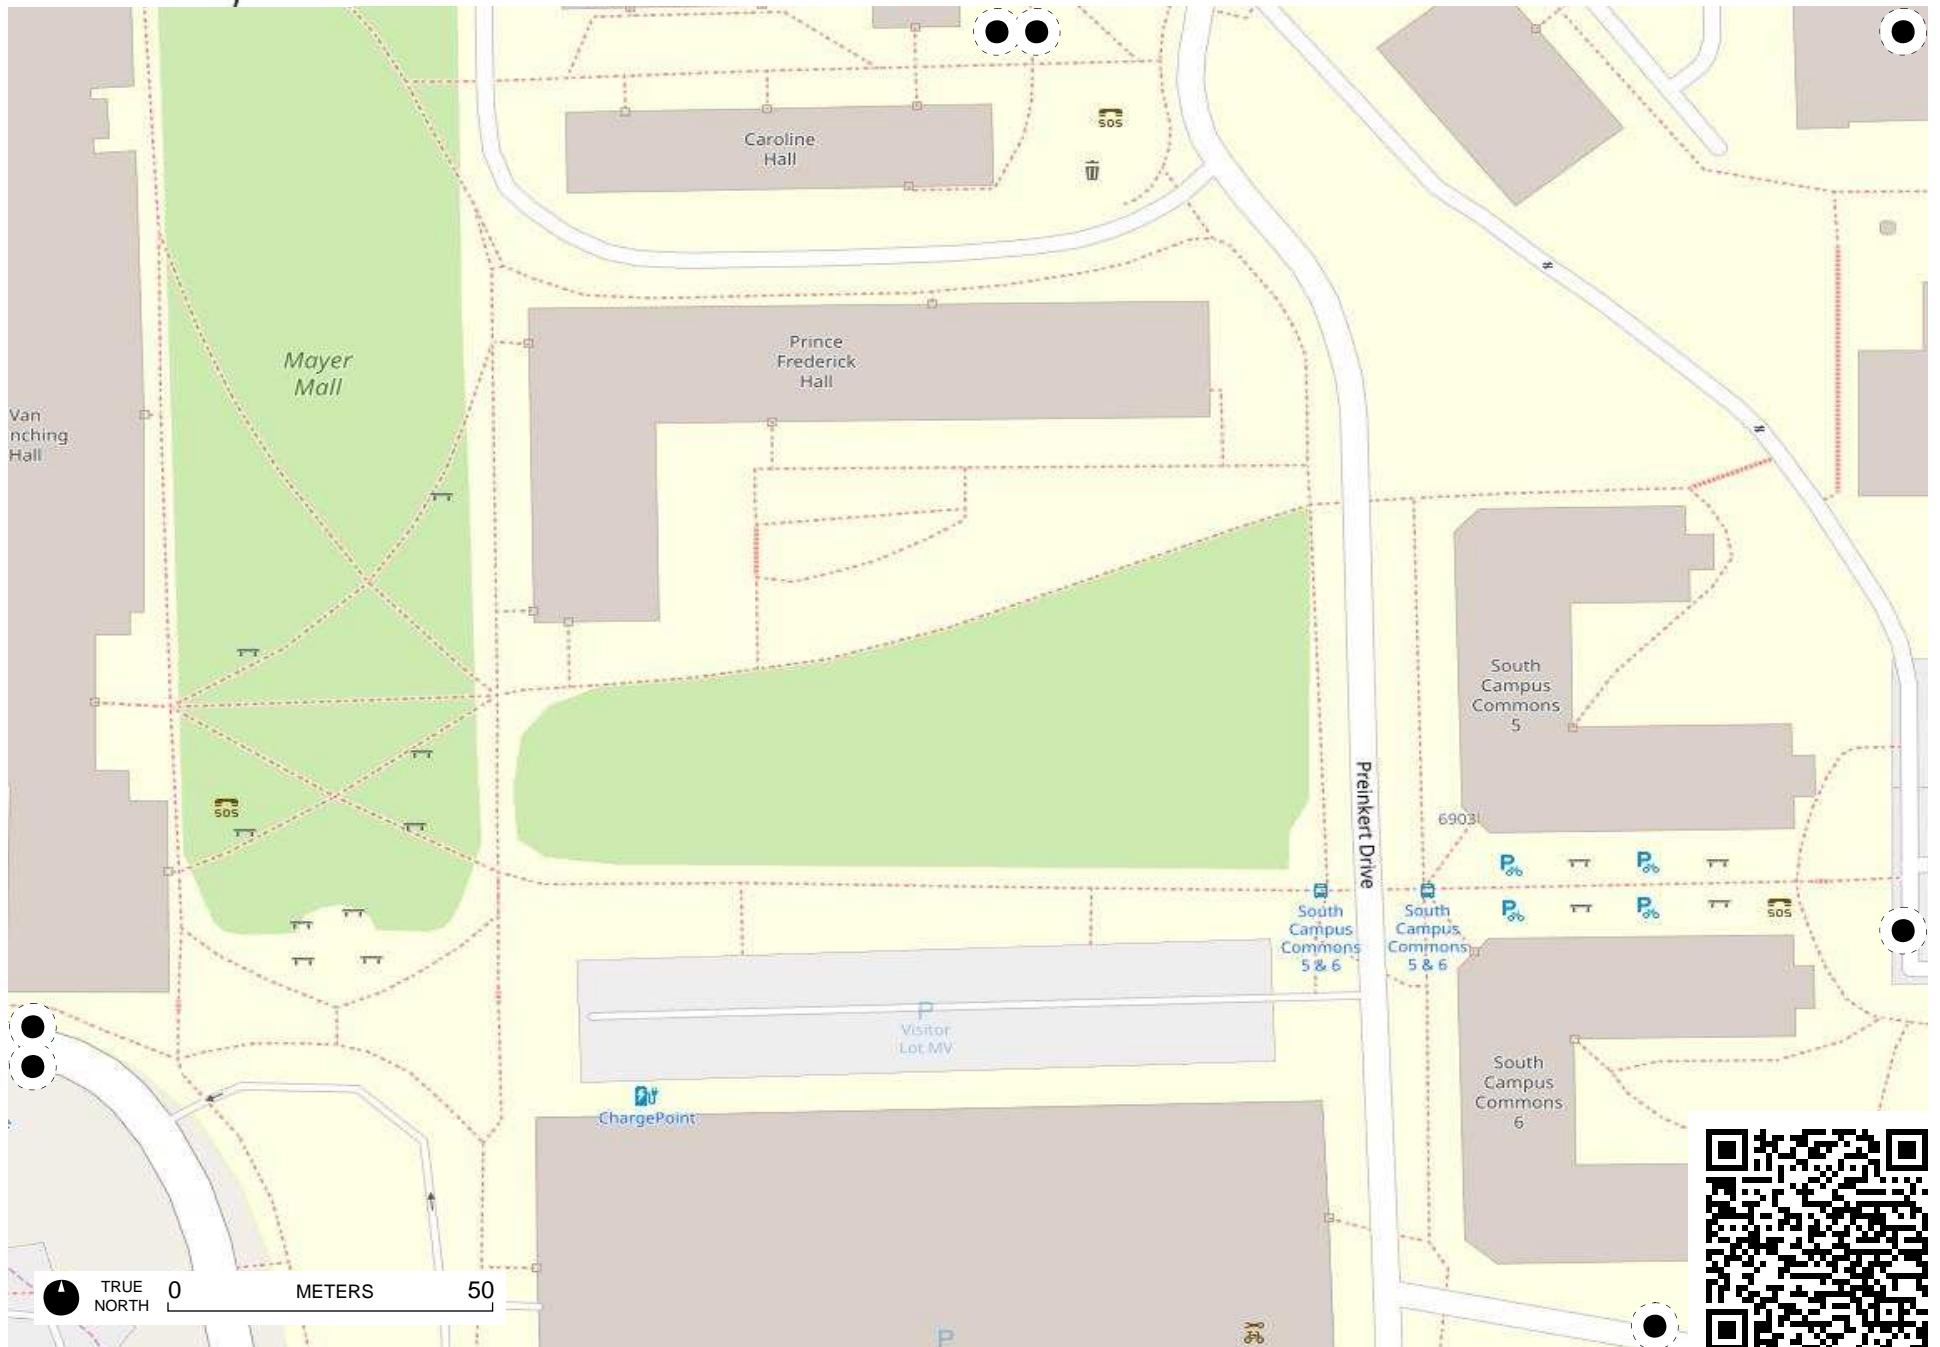 Caroline
Hall
SOS
Prince
Frederick
Hall
Mayer
Mall
Van
nching
Hall
South
Campus
Commons
5
Preinkert Drive
6903
SOS
P
P
P
P
SOS
South
Campus
Commons
5 & 6
South
Campus
Commons
5 & 6
P
Visitor
Lot MV
ChargePoint
South
Campus
Commons
6
P
TRUE
NORTH
0 METERS 50